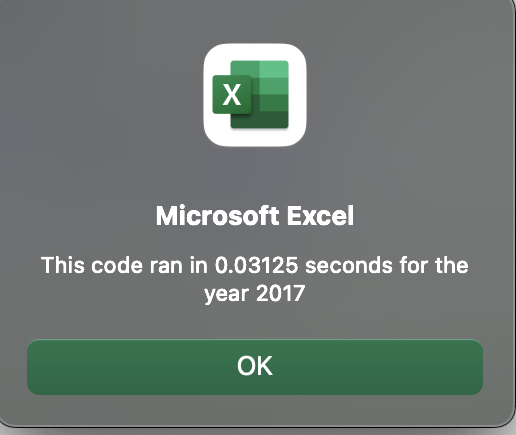 X
Microsoft Excel
This code ran in 0.03125 seconds for the
year 2017
OK